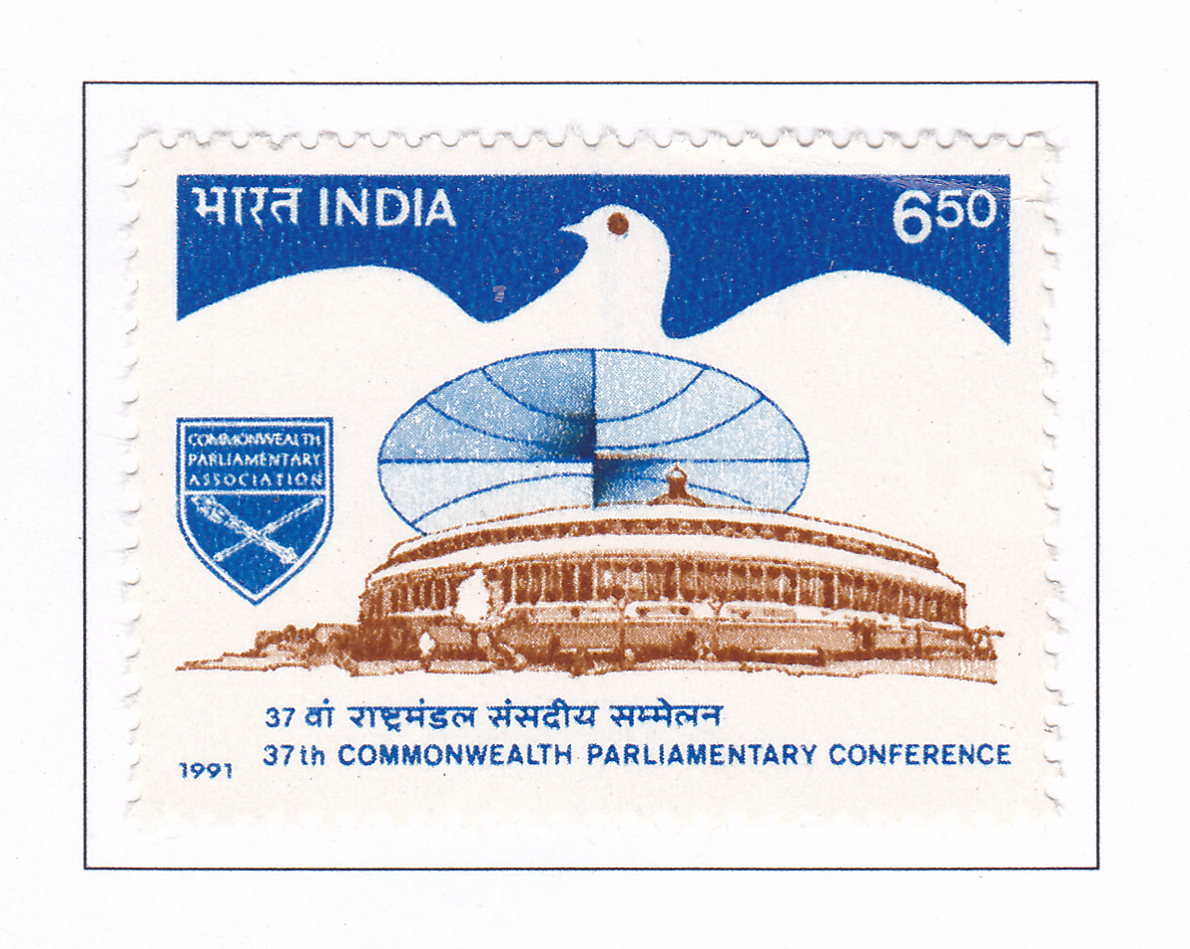 भारत INDIA
6 50
COMMONWEALTH
PARLIAMENTARY
ASSOCIATION
37 वां राष्ट्रमंडल संसदीय सम्मेलन
37th COMMONWEALTH PARLIAMENTARY CONFERENCE
1991